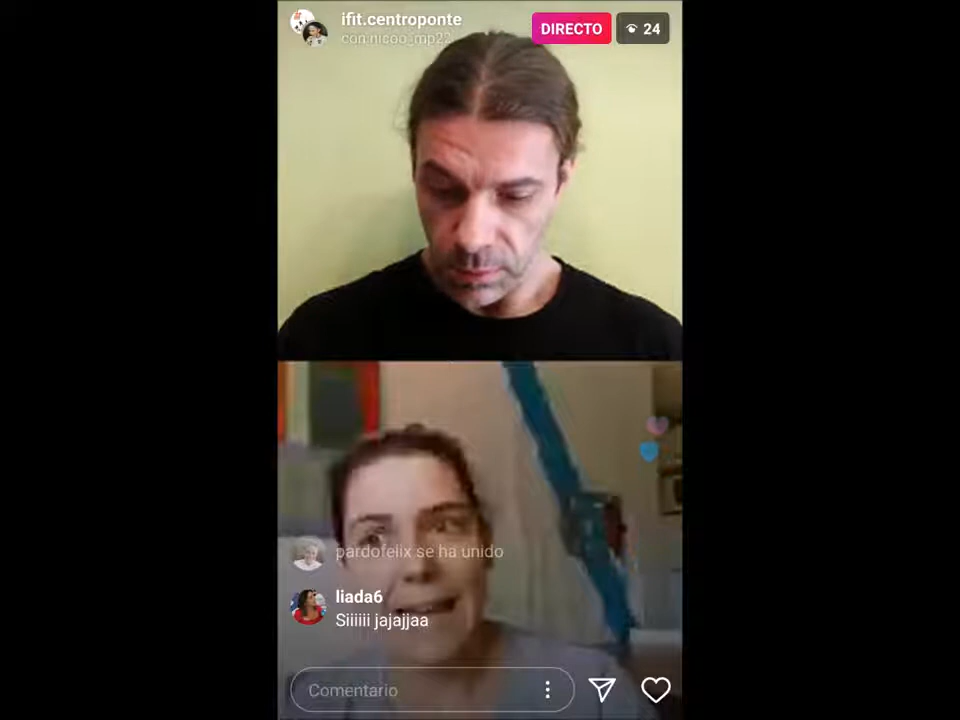 ifit.centroponte
con nicoo_mp22
DIRECTO
24
pardofelix se ha unido
liada6
Siiiiii jajajjaa
Comentario